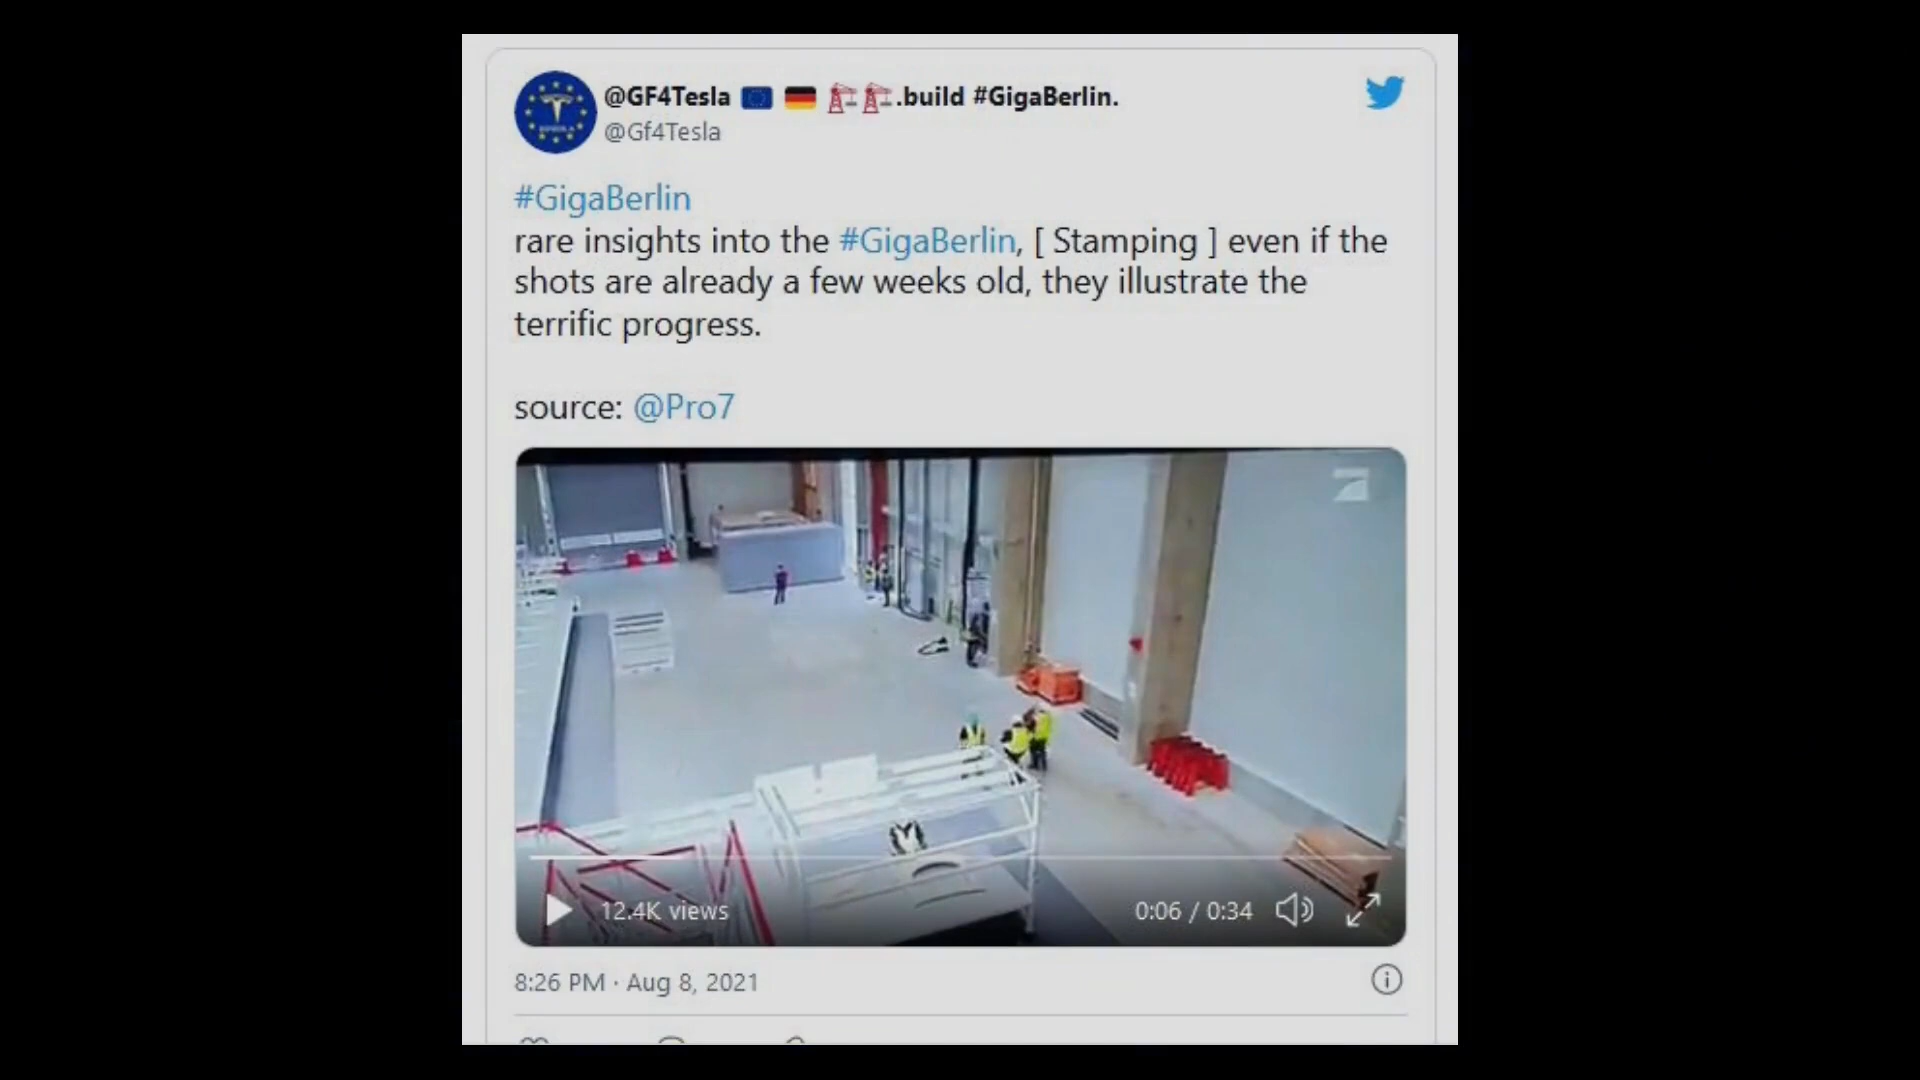 @GF4Tesla 🇪🇺 🇩🇪 🏗🏗.build #GigaBerlin.
@Gf4Tesla
#GigaBerlin
rare insights into the #GigaBerlin, [ Stamping ] even if the
shots are already a few weeks old, they illustrate the
terrific progress.
source: @Pro7
12.4K views
0:06 / 0:34
8:26 PM · Aug 8, 2021